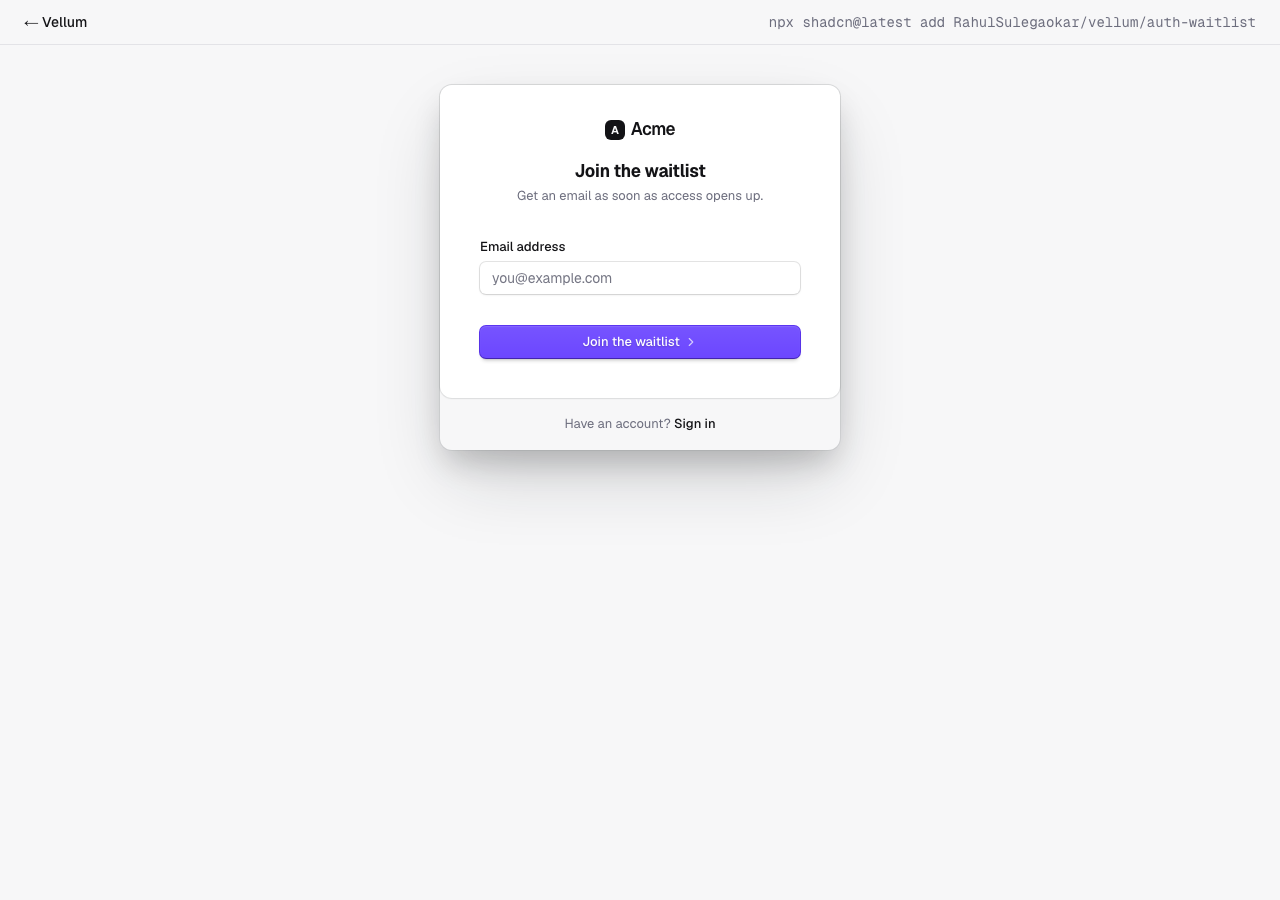 ← Vellum
npx shadcn@latest add RahulSulegaokar/vellum/auth-waitlist
A Acme
Join the waitlist
Get an email as soon as access opens up.
Email address
you@example.com
Join the waitlist
Have an account? Sign in